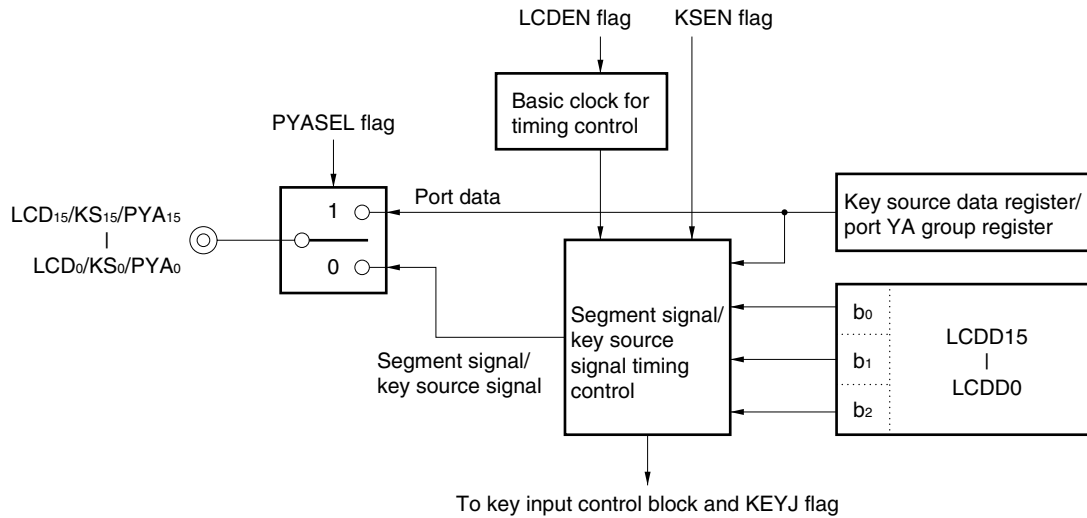 LCDEN flag
KSEN flag
Basic clock for
timing control
PYASEL flag
Port data
1
0
LCD15/KS15/PYA15
|
LCD0/KS0/PYA0
Key source data register/
port YA group register
Segment signal/
key source
signal timing
control
b0
b1
b2
LCDD15
|
LCDD0
Segment signal/
key source signal
To key input control block and KEYJ flag